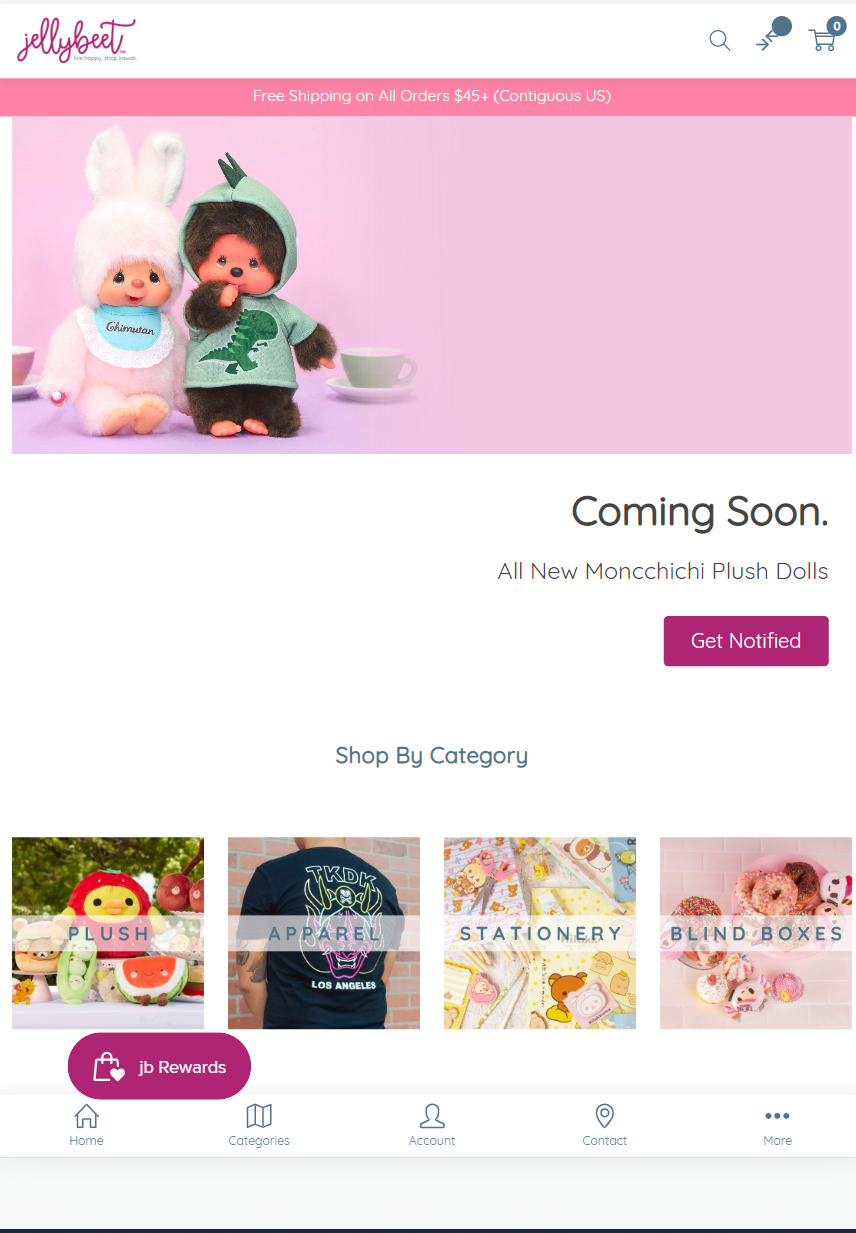 jellybeet
live happy. shop kawaii.
0
Free Shipping on All Orders $45+ (Contiguous US)
Chimutan
Coming Soon.
All New Moncchichi Plush Dolls
Get Notified
Shop By Category
PLUSH
APPAREL
STATIONERY
BLIND BOXES
TKDK
LOS ANGELES
jb Rewards
Home
Categories
Account
Contact
More